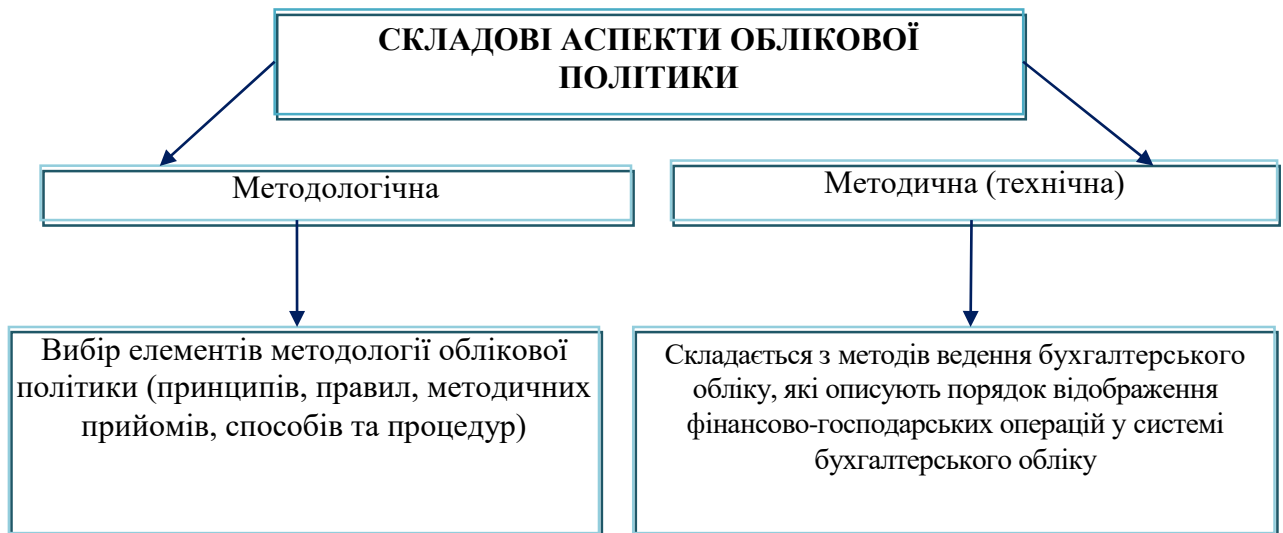 СКЛАДОВІ АСПЕКТИ ОБЛІКОВОЇ
ПОЛІТИКИ
Методологічна
Методична (технічна)
Вибір елементів методології облікової
політики (принципів, правил, методичних
прийомів, способів та процедур)
Складається з методів ведення бухгалтерського
обліку, які описують порядок відображення
фінансово-господарських операцій у системі
бухгалтерського обліку